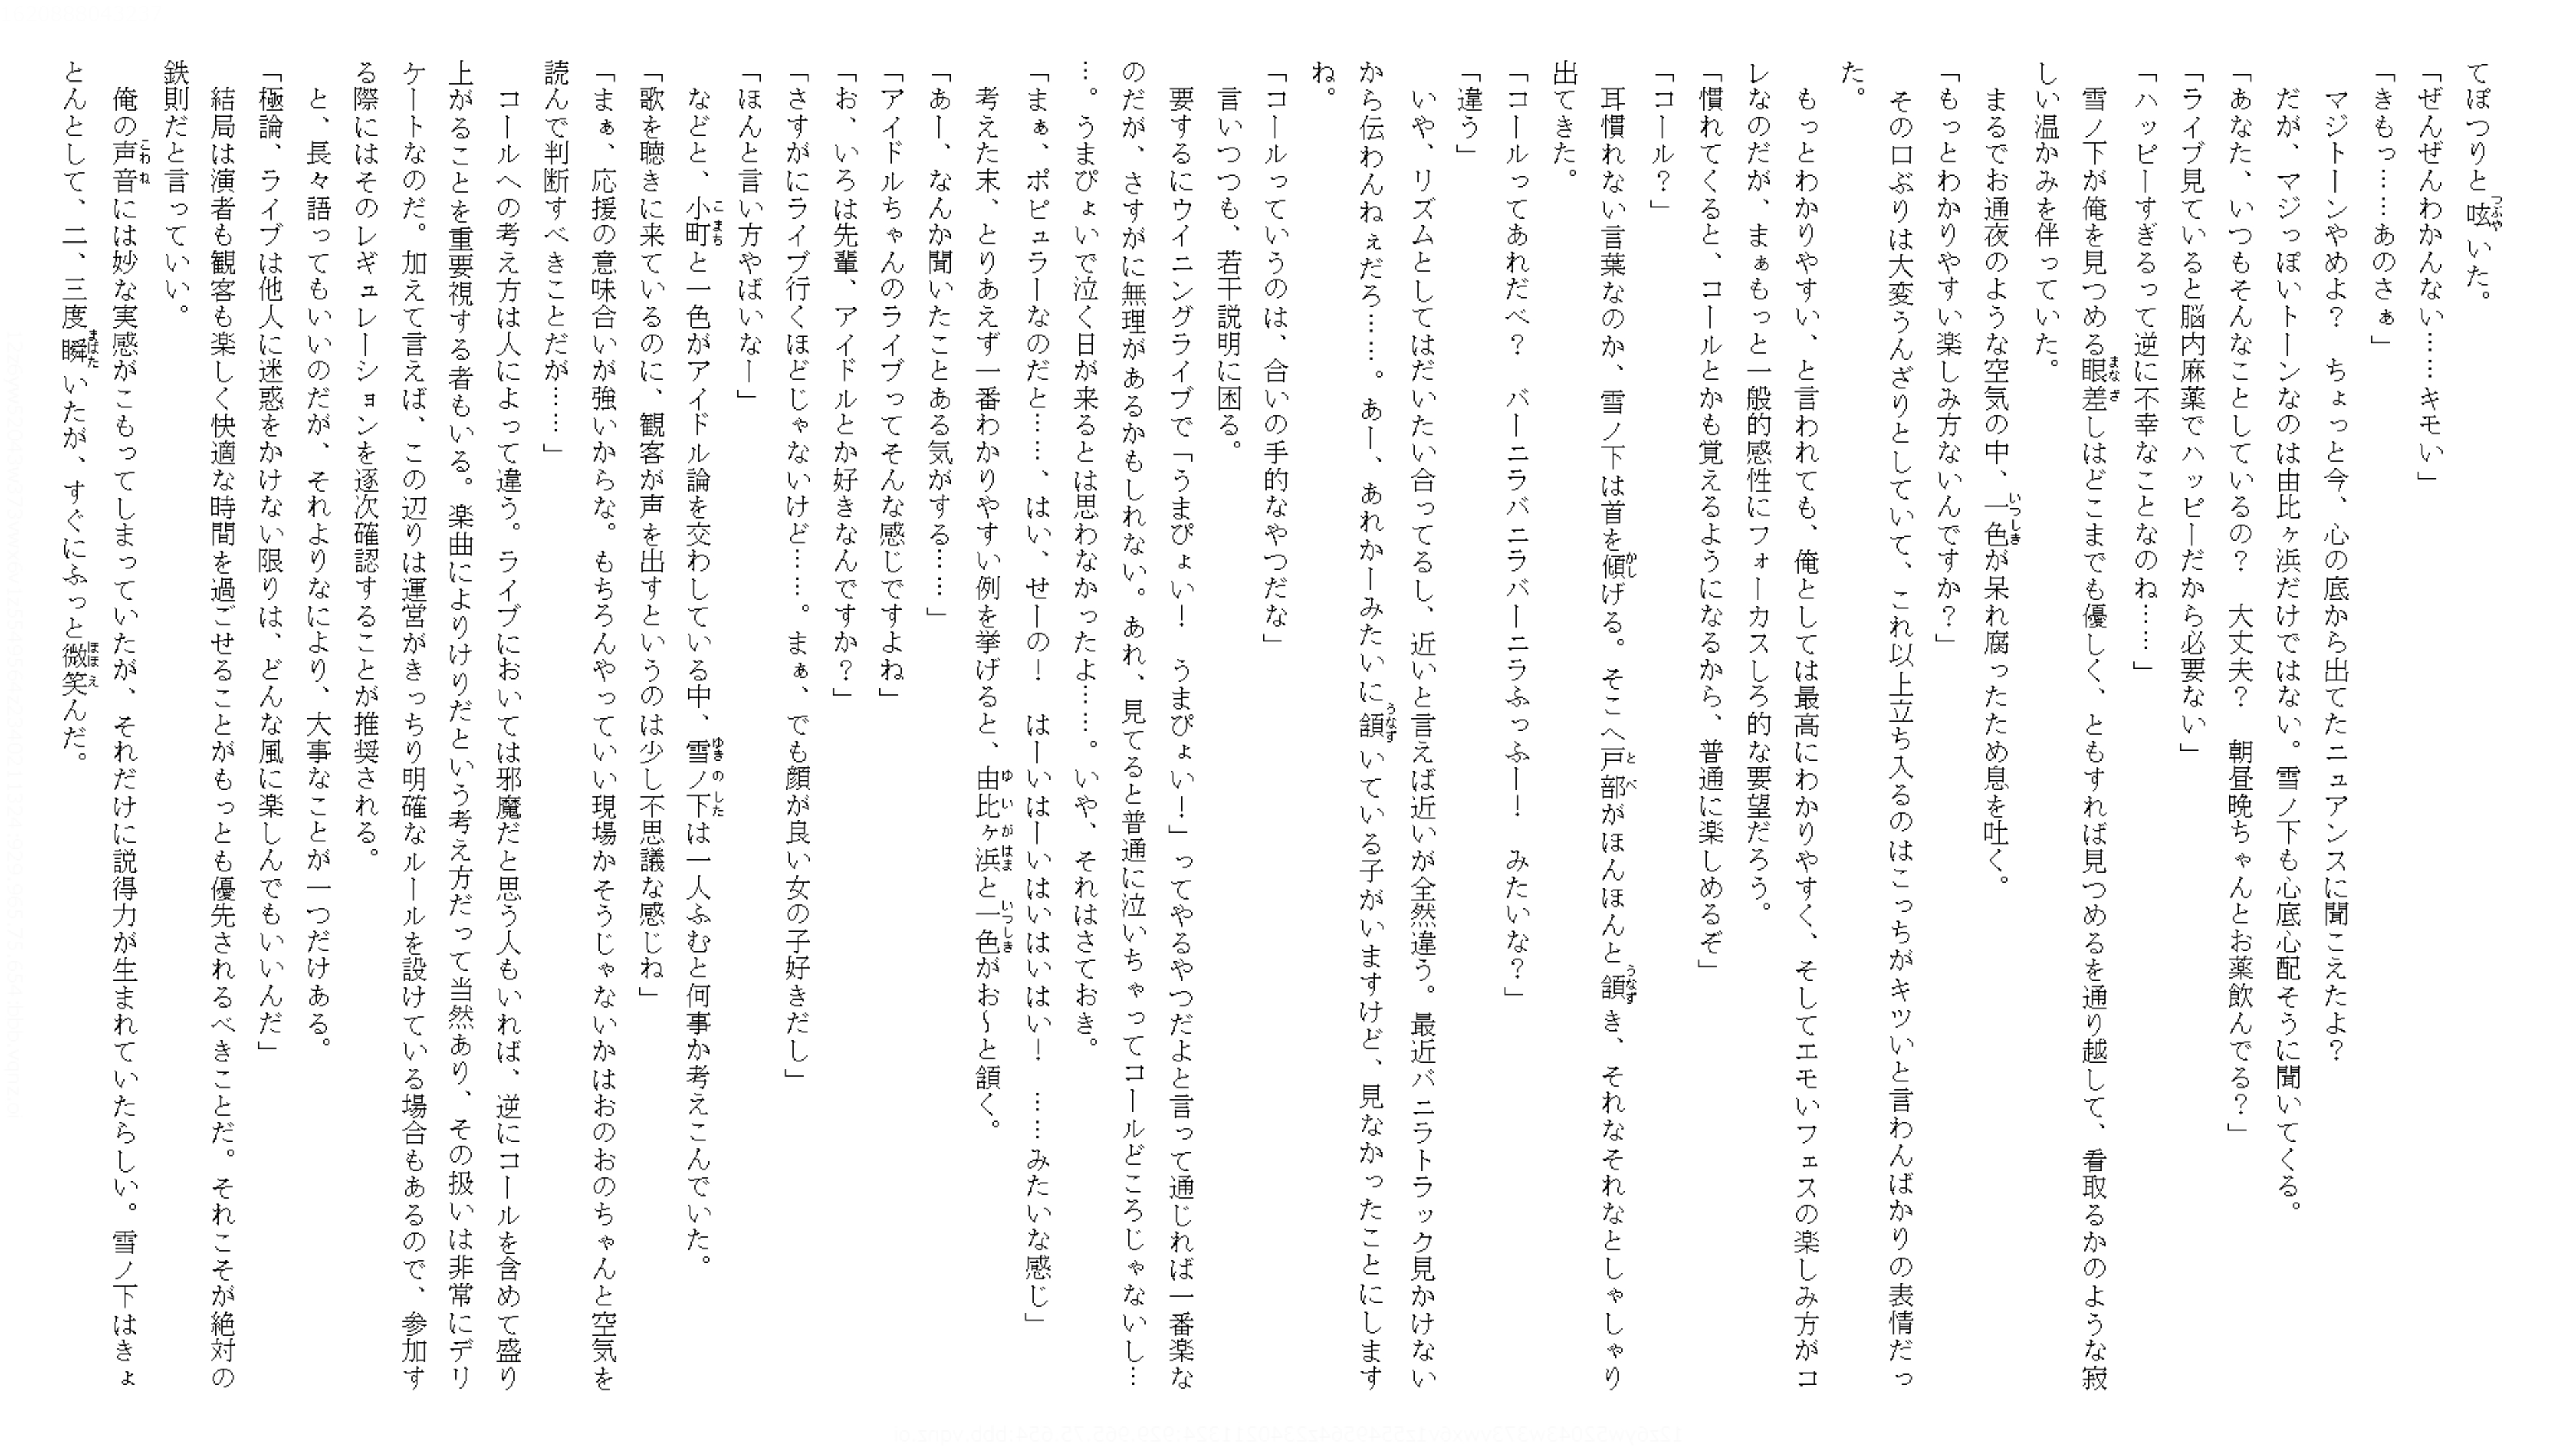 てぽつりと呟いた。
「ぜんぜんわかんない……キモい」
「きもっ……あのさぁ」
　マジトーンやめよ？　ちょっと今、心の底から出てたニュアンスに聞こえたよ？
　だが、マジっぽいトーンなのは由比ヶ浜だけではない。雪ノ下も心底心配そうに聞いてくる。
「あなた、いつもそんなことしているの？　大丈夫？　朝昼晩ちゃんとお薬飲んでる？」
「ライブ見ていると脳内麻薬でハッピーだから必要ない」
「ハッピーすぎるって逆に不幸なことなのね……」
　雪ノ下が俺を見つめる眼差しはどこまでも優しく、ともすれば見つめるを通り越して、看取るかのような寂
しい温かみを伴っていた。
　まるでお通夜のような空気の中、一色が呆れ腐ったため息を吐く。
「もっとわかりやすい楽しみ方ないんですか？」
　その口ぶりは大変うんざりとしていて、これ以上立ち入るのはこっちがキツいと言わんばかりの表情だっ
た。
　もっとわかりやすい、と言われても、俺としては最高にわかりやすく、そしてエモいフェスの楽しみ方がコ
レなのだが、まぁもっと一般的感性にフォーカスしろ的な要望だろう。
「慣れてくると、コールとかも覚えるようになるから、普通に楽しめるぞ」
「コール？」
　耳慣れない言葉なのか、雪ノ下は首を傾げる。そこへ戸部がほんほんと頷き、それなそれなとしゃしゃり
出てきた。
「コールってあれだべ？　バーニラバニラバーニラふっふー！　みたいな？」
「違う」
　いや、リズムとしてはだいたい合ってるし、近いと言えば近いが全然違う。最近バニラトラック見かけない
から伝わんねぇだろ……。あー、あれかーみたいに頷いている子がいますけど、見なかったことにします
ね。
「コールっていうのは、合いの手的なやつだな」
　言いつつも、若干説明に困る。
　要するにウイニングライブで「うまぴょい！　うまぴょい！」ってやるやつだよと言って通じれば一番楽な
のだが、さすがに無理があるかもしれない。あれ、見てると普通に泣いちゃってコールどころじゃないし…
…。うまぴょいで泣く日が来るとは思わなかったよ……。いや、それはさておき。
「まぁ、ポピュラーなのだと……、はい、せーの！　はーいはーいはいはいはい！　……みたいな感じ」
　考えた末、とりあえず一番わかりやすい例を挙げると、由比ヶ浜と一色がお～と頷く。
「あー、なんか聞いたことある気がする……」
「アイドルちゃんのライブってそんな感じですよね」
「お、いろは先輩、アイドルとか好きなんですか？」
「さすがにライブ行くほどじゃないけど……。まぁ、でも顔が良い女の子好きだし」
「ほんと言い方やばいなー」
　などと、小町と一色がアイドル論を交わしている中、雪ノ下は一人ふむと何事か考えこんでいた。
「歌を聴きに来ているのに、観客が声を出すというのは少し不思議な感じね」
「まぁ、応援の意味合いが強いからな。もちろんやっていい現場かそうじゃないかはおのおのちゃんと空気を
読んで判断すべきことだが……」
　コールへの考え方は人によって違う。ライブにおいては邪魔だと思う人もいれば、逆にコールを含めて盛り
上がることを重要視する者もいる。楽曲によりけりだという考え方だって当然あり、その扱いは非常にデリ
ケートなのだ。加えて言えば、この辺りは運営がきっちり明確なルールを設けている場合もあるので、参加す
る際にはそのレギュレーションを逐次確認することが推奨される。
　と、長々語ってもいいのだが、それよりなにより、大事なことが一つだけある。
「極論、ライブは他人に迷惑をかけない限りは、どんな風に楽しんでもいいんだ」
　結局は演者も観客も楽しく快適な時間を過ごせることがもっとも優先されるべきことだ。それこそが絶対の
鉄則だと言っていい。
　俺の声音には妙な実感がこもってしまっていたが、それだけに説得力が生まれていたらしい。雪ノ下はきょ
とんとして、二、三度瞬いたが、すぐにふっと微笑んだ。